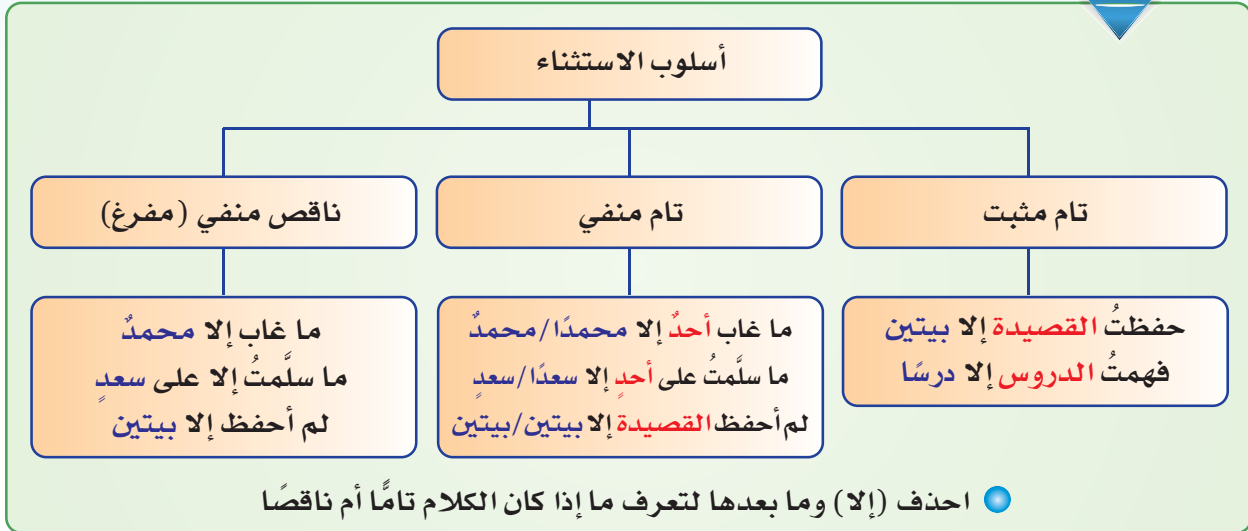 أسلوب الاستثناء
تام مثبت
تام منفي
ناقص منفي (مفرغ)
حفظتُ القصيدة إلا بيتين
فهمتُ الدروس إلا درسًا
ما غاب أحدٌ إلا محمدًا/محمدٌ
ما سلَّمتُ على أحدٍ إلا سعدًا/سعدٍ
لم أحفظ القصيدة إلا بيتين/بيتين
ما غاب إلا محمدٌ
ما سلَّمتُ إلا على سعدٍ
لم أحفظ إلا بيتين
احذف (إلا) وما بعدها لتعرف ما إذا كان الكلام تامًّا أم ناقصًا